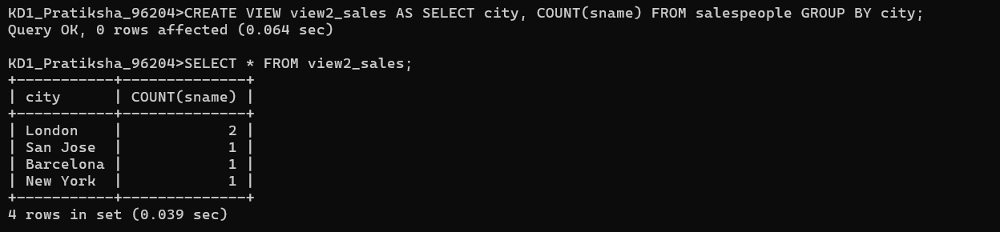 KD1_Pratiksha_96204>CREATE VIEW view2_sales AS SELECT city, COUNT(sname) FROM salespeople GROUP BY city;
Query OK, 0 rows affected (0.064 sec)
KD1_Pratiksha_96204>SELECT * FROM view2_sales;
+-----------+--------------+
| city      | COUNT(sname) |
+-----------+--------------+
| London    |            2 |
| San Jose  |            1 |
| Barcelona |            1 |
| New York  |            1 |
+-----------+--------------+
4 rows in set (0.039 sec)